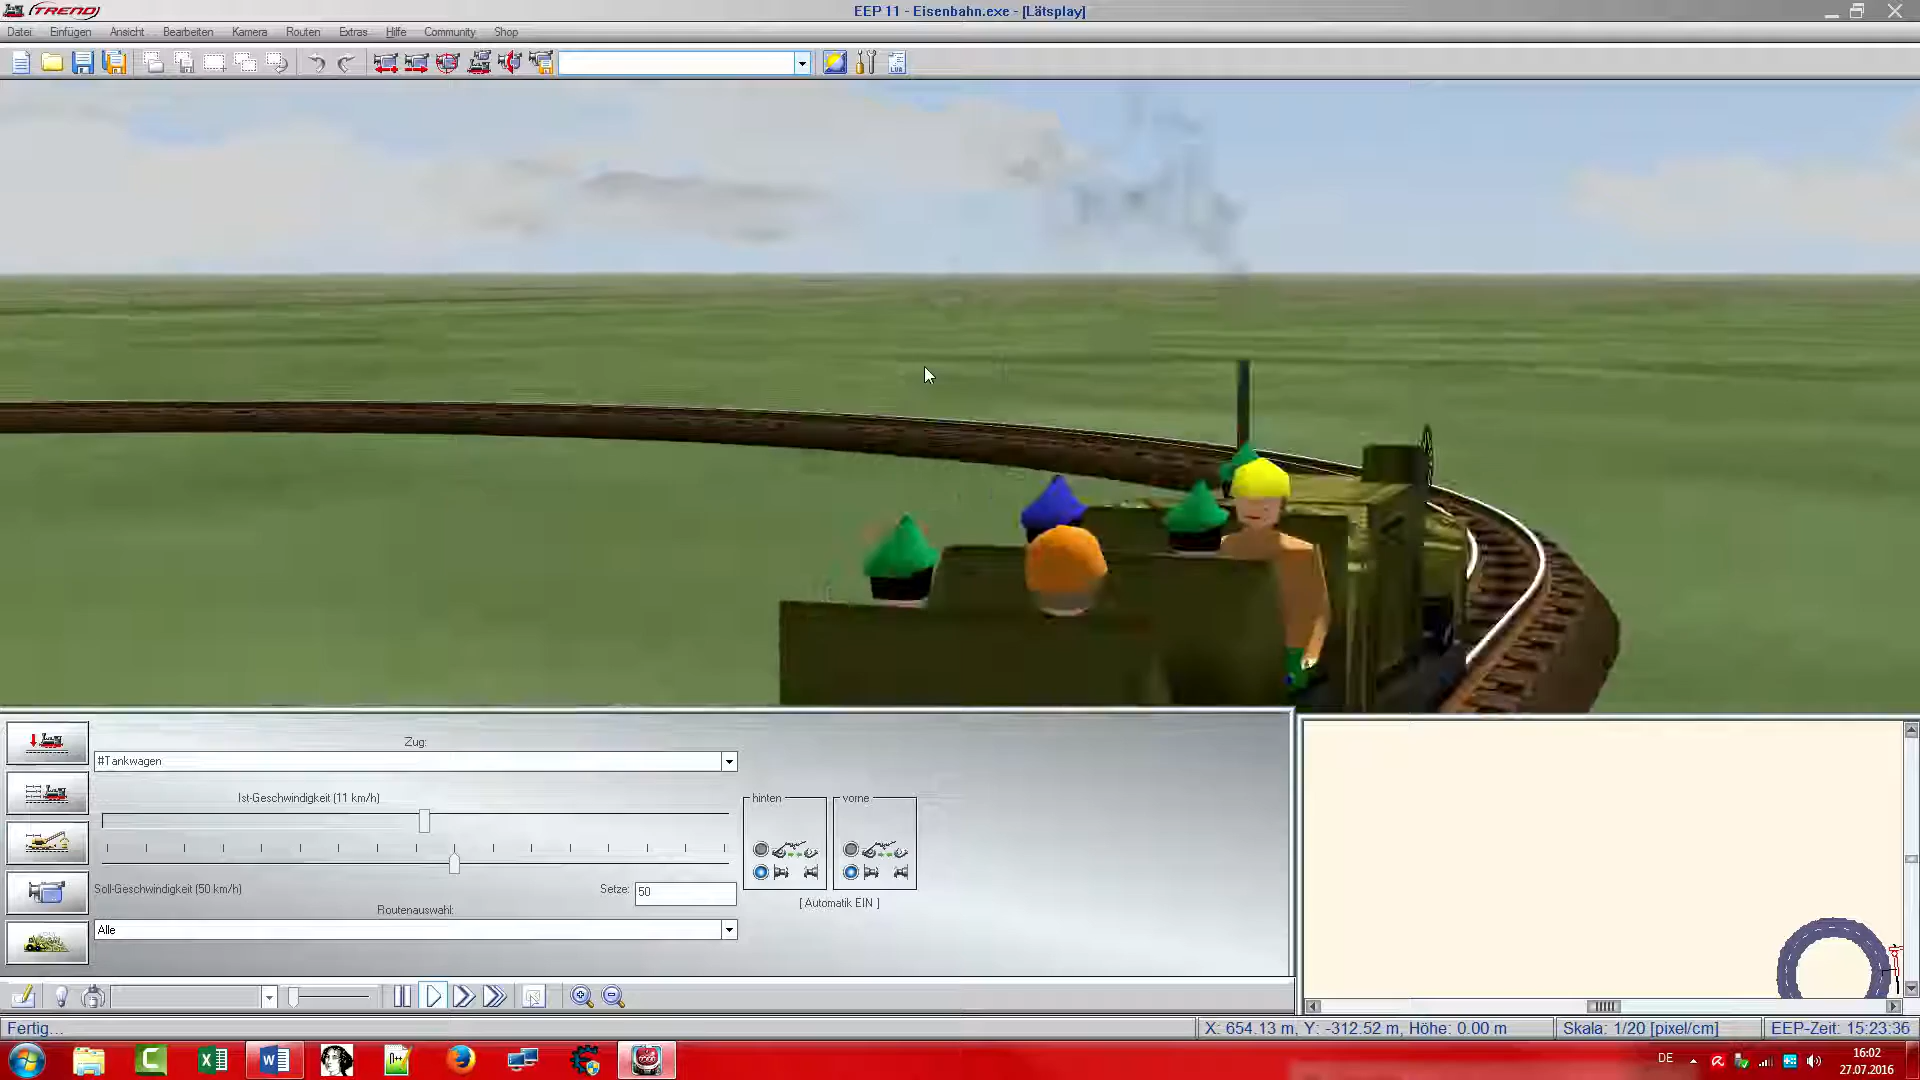 TREND
EEP 11 - Eisenbahn.exe - [Lätsplay]
Datei Einfügen Ansicht Bearbeiten Kamera Routen Extras Hilfe Community Shop
LUA
Zug:
#Tankwagen
Ist-Geschwindigkeit (11 km/h)
hinten vorne
Soll-Geschwindigkeit (50 km/h) Setze: 50
[ Automatik EIN ]
Routenauswahl:
Alle
Fertig... X: 654.13 m, Y: -312.52 m, Höhe: 0.00 m Skala: 1/20 [pixel/cm] EEP-Zeit: 15:23:36
DE 16:02
27.07.2016